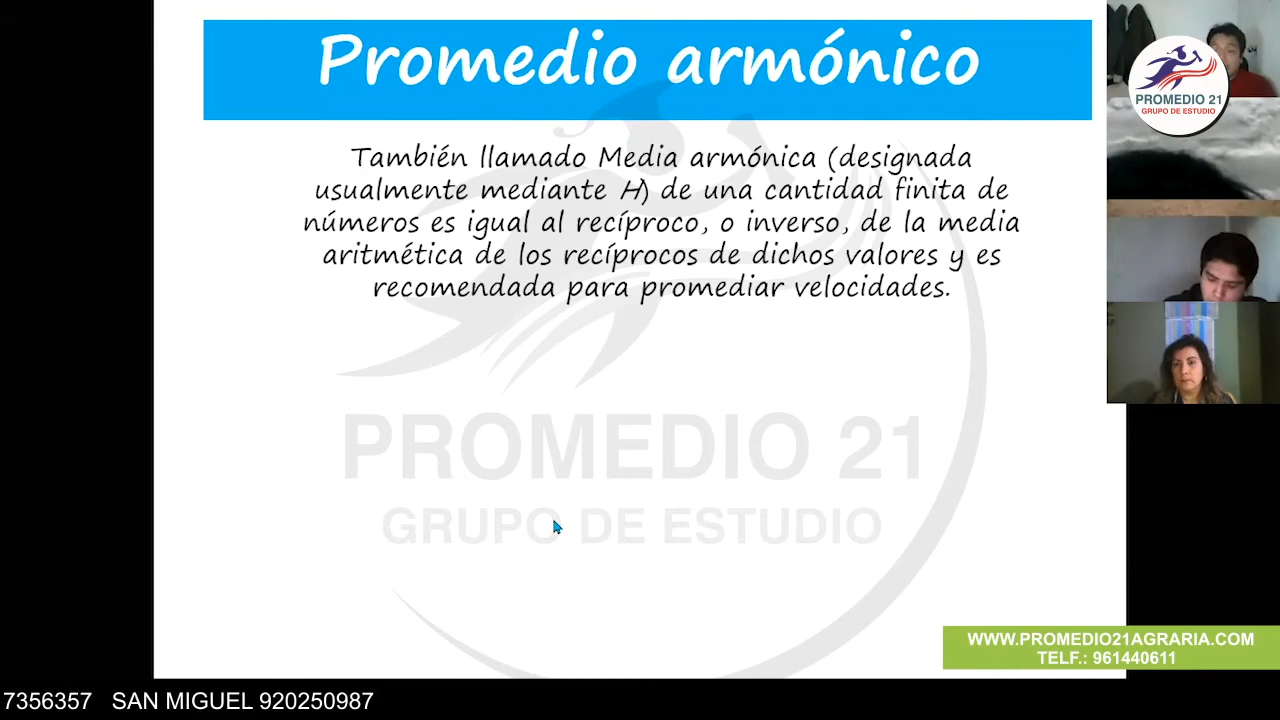 Promedio armónico
También llamado Media armónica (designada
usualmente mediante H) de una cantidad finita de
números es igual al recíproco, o inverso, de la media
aritmética de los recíprocos de dichos valores y es
recomendada para promediar velocidades.
PROMEDIO 21
GRUPO DE ESTUDIO
PROMEDIO 21
GRUPO DE ESTUDIO
WWW.PROMEDIO21AGRARIA.COM
TELF.: 961440611
7356357 SAN MIGUEL 920250987